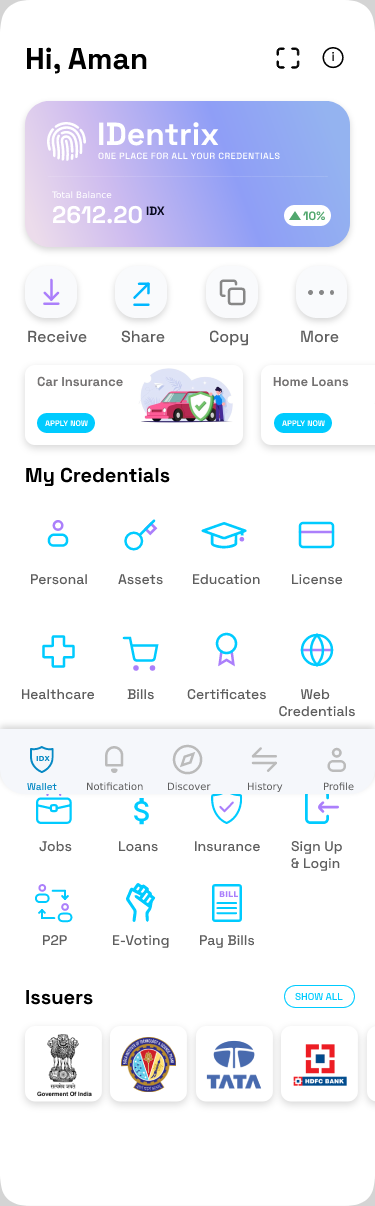 Hi, Aman
i
IDentrix
ONE PLACE FOR ALL YOUR CREDENTIALS
Total Balance
2612.20 IDX
10%
Receive Share Copy More
Car Insurance
APPLY NOW
Home Loans
APPLY NOW
My Credentials
Personal Assets Education License
Healthcare Bills Certificates Web
Credentials
IDX
Wallet Notification Discover History Profile
$
Jobs Loans Insurance Sign Up
& Login
BILL
P2P E-Voting Pay Bills
Issuers
SHOW ALL
सत्यमेव जयते
Goverment Of India
TATA
HDFC BANK